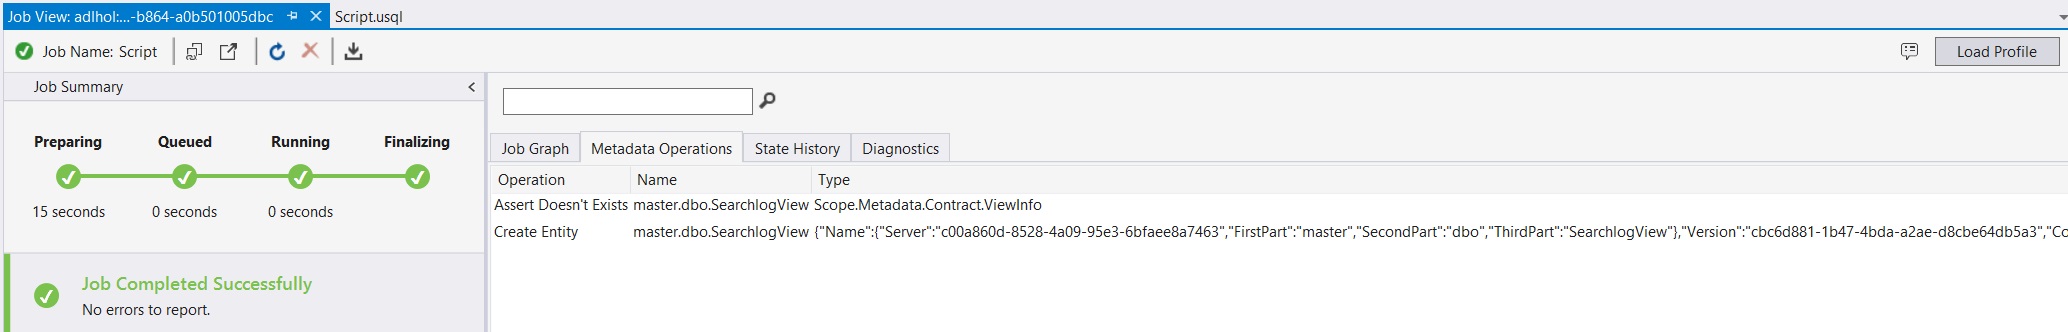 Job View: adlhol:...-b864-a0b501005dbc Script.usql
Job Name: Script Load Profile
Job Summary
Preparing Queued Running Finalizing
15 seconds 0 seconds 0 seconds
Job Completed Successfully
No errors to report.
Job Graph Metadata Operations State History Diagnostics
Operation Name Type
Assert Doesn't Exists master.dbo.SearchlogView Scope.Metadata.Contract.ViewInfo
Create Entity master.dbo.SearchlogView {"Name":{"Server":"c00a860d-8528-4a09-95e3-6bfaee8a7463","FirstPart":"master","SecondPart":"dbo","ThirdPart":"SearchlogView"},"Version":"cbc6d881-1b47-4bda-a2ae-d8cbe64db5a3","Co